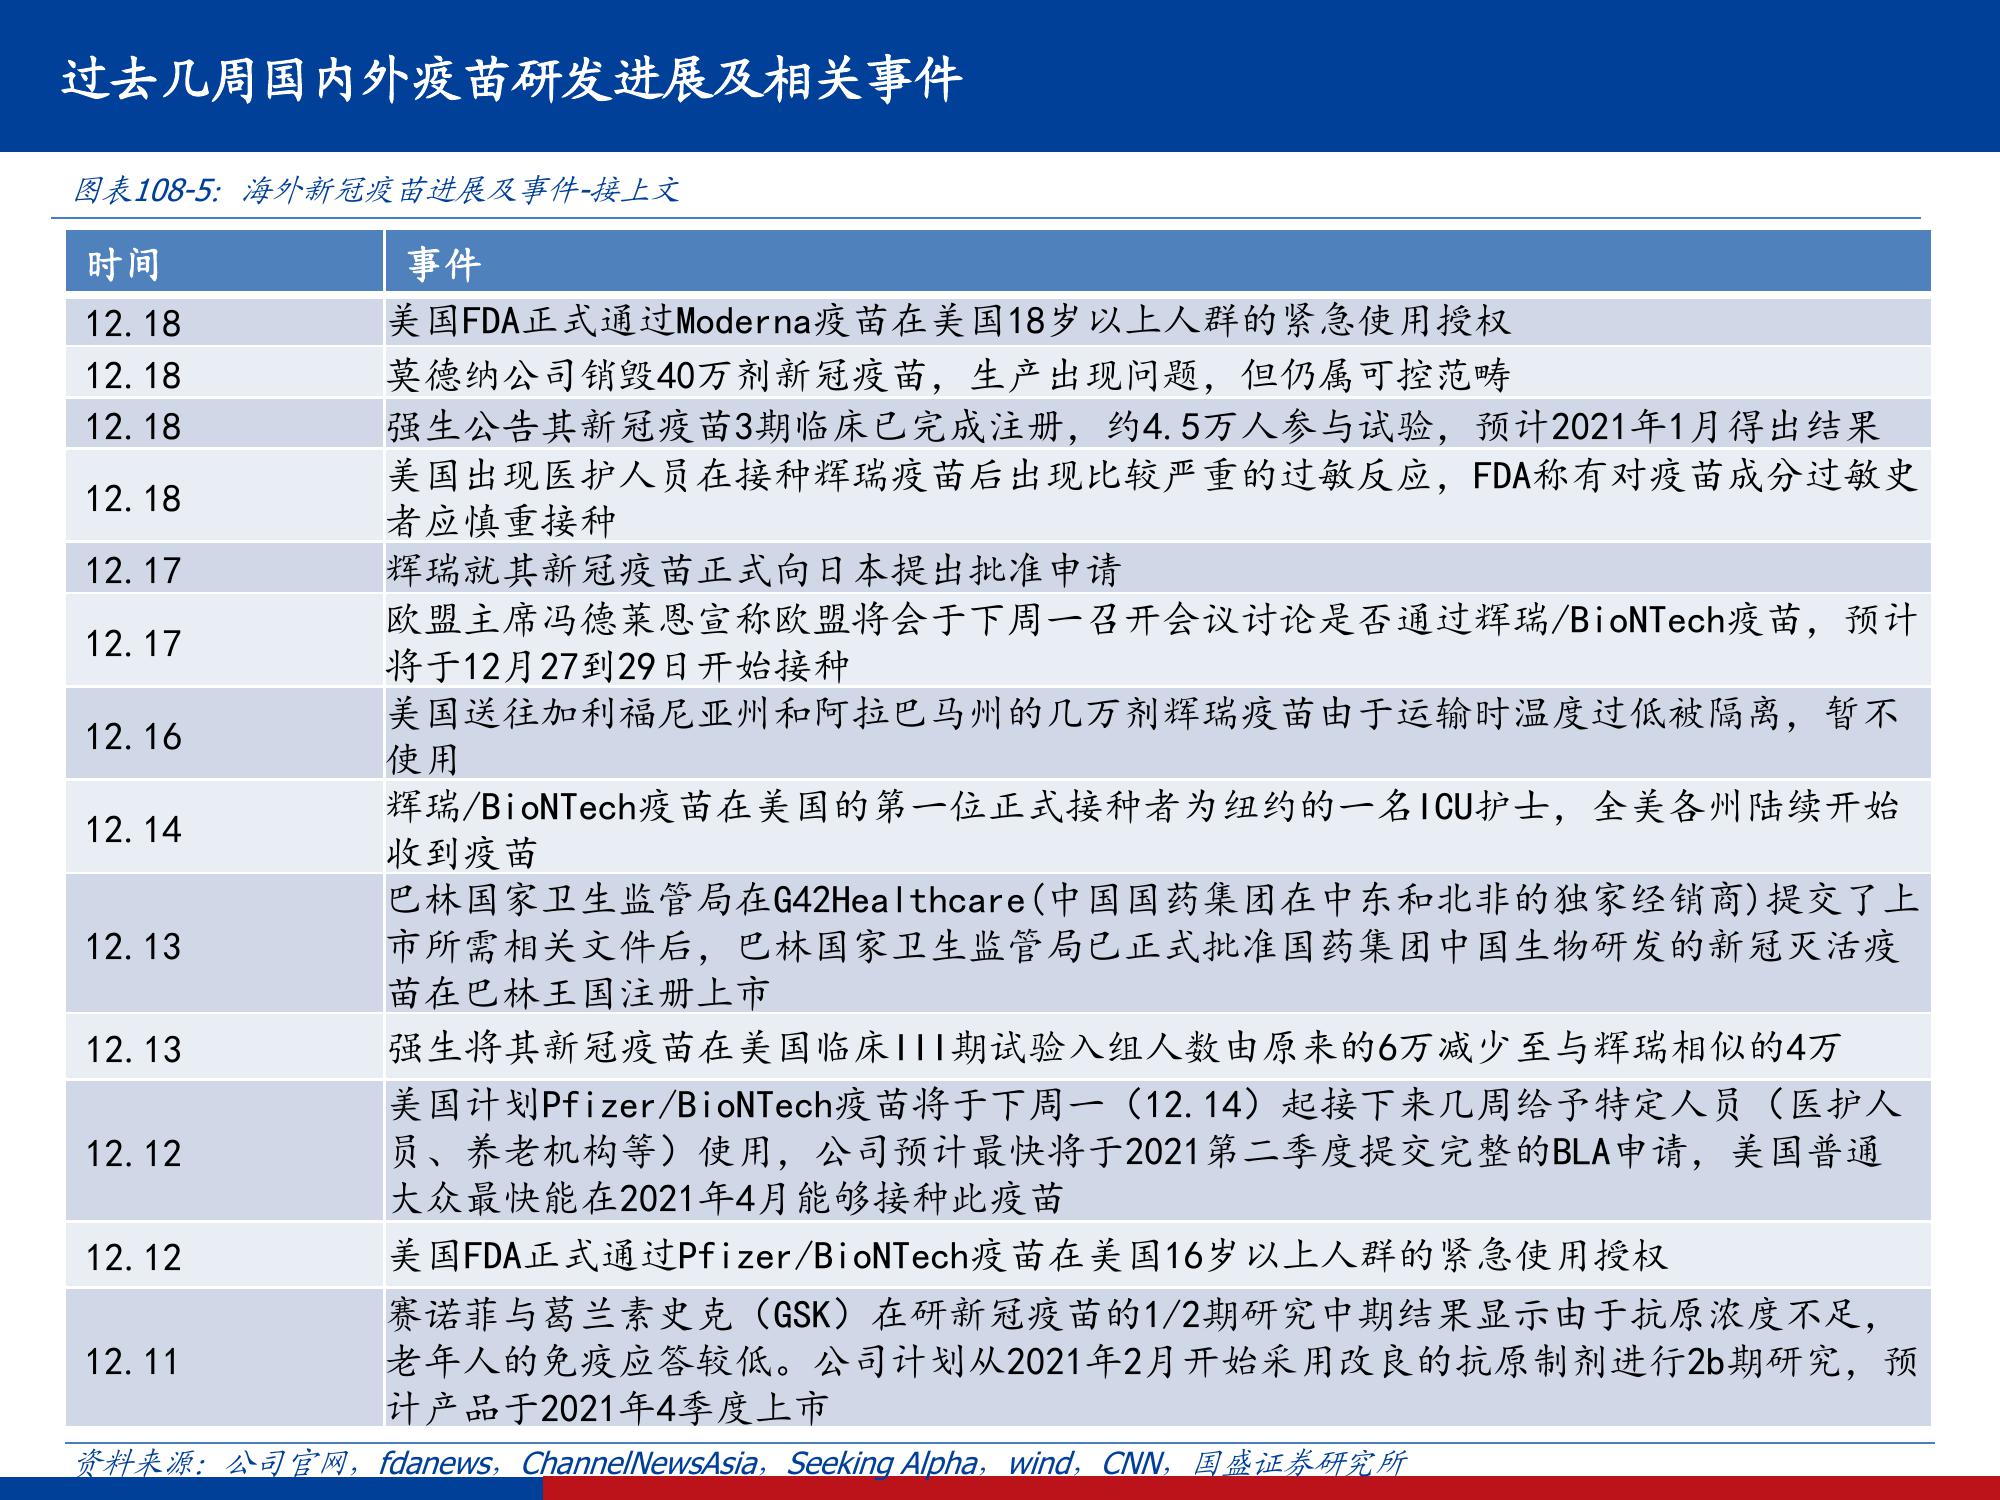 过去几周国内外疫苗研发进展及相关事件
图表108-5：海外新冠疫苗进展及事件-接上文
时间 事件
12.18 美国FDA正式通过Moderna疫苗在美国18岁以上人群的紧急使用授权
12.18 莫德纳公司销毁40万剂新冠疫苗，生产出现问题，但仍属可控范畴
12.18 强生公告其新冠疫苗3期临床已完成注册，约4.5万人参与试验，预计2021年1月得出结果
12.18 美国出现医护人员在接种辉瑞疫苗后出现比较严重的过敏反应，FDA称有对疫苗成分过敏史
者应慎重接种
12.17 辉瑞就其新冠疫苗正式向日本提出批准申请
12.17 欧盟主席冯德莱恩宣称欧盟将会于下周一召开会议讨论是否通过辉瑞/BioNTech疫苗，预计
将于12月27到29日开始接种
12.16 美国送往加利福尼亚州和阿拉巴马州的几万剂辉瑞疫苗由于运输时温度过低被隔离，暂不
使用
12.14 辉瑞/BioNTech疫苗在美国的第一位正式接种者为纽约的一名ICU护士，全美各州陆续开始
收到疫苗
12.13 巴林国家卫生监管局在G42Healthcare(中国国药集团在中东和北非的独家经销商)提交了上
市所需相关文件后，巴林国家卫生监管局已正式批准国药集团中国生物研发的新冠灭活疫
苗在巴林王国注册上市
12.13 强生将其新冠疫苗在美国临床III期试验入组人数由原来的6万减少至与辉瑞相似的4万
12.12 美国计划Pfizer/BioNTech疫苗将于下周一（12.14）起接下来几周给予特定人员（医护人
员、养老机构等）使用，公司预计最快将于2021第二季度提交完整的BLA申请，美国普通
大众最快能在2021年4月能够接种此疫苗
12.12 美国FDA正式通过Pfizer/BioNTech疫苗在美国16岁以上人群的紧急使用授权
12.11 赛诺菲与葛兰素史克（GSK）在研新冠疫苗的1/2期研究中期结果显示由于抗原浓度不足，
老年人的免疫应答较低。公司计划从2021年2月开始采用改良的抗原制剂进行2b期研究，预
计产品于2021年4季度上市
资料来源：公司官网，fdanews，ChannelNewsAsia，Seeking Alpha，wind，CNN，国盛证券研究所